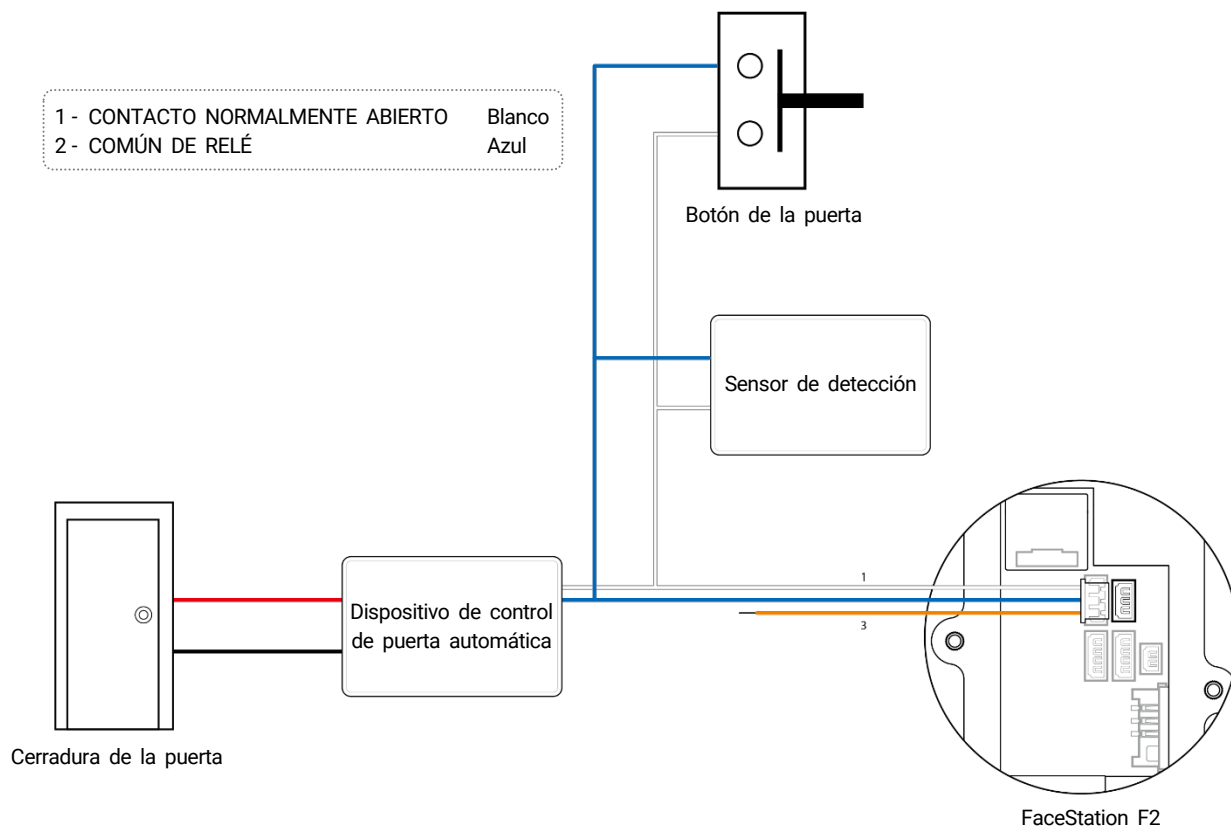 1 - CONTACTO NORMALMENTE ABIERTO Blanco
2 - COMÚN DE RELÉ Azul
Botón de la puerta
Sensor de detección
Dispositivo de control
de puerta automática
1
3
Cerradura de la puerta
FaceStation F2